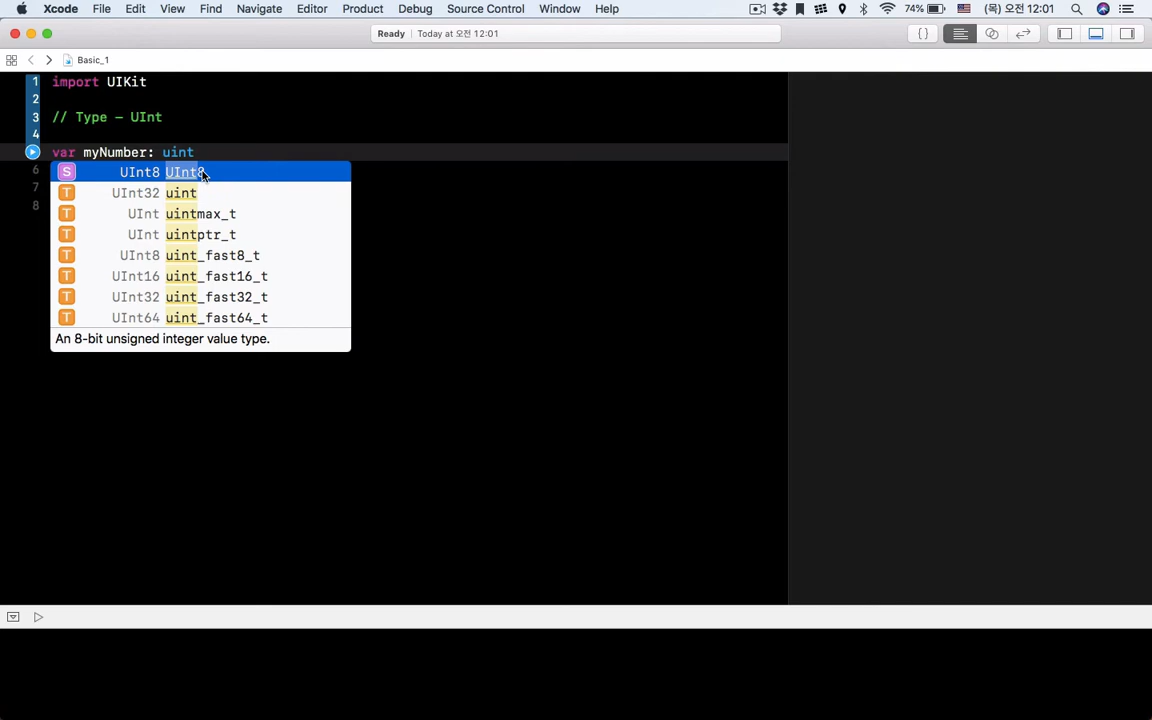 Xcode File Edit View Find Navigate Editor Product Debug Source Control Window Help 74% (목) 오전 12:01
Ready Today at 오전 12:01 { }
Basic_1
1 import UIKit
2
3 // Type - UInt
4
var myNumber: uint
6
7
8
S UInt8 UInt8
T UInt32 uint
T UInt uintmax_t
T UInt uintptr_t
T UInt8 uint_fast8_t
T UInt16 uint_fast16_t
T UInt32 uint_fast32_t
T UInt64 uint_fast64_t
An 8-bit unsigned integer value type.